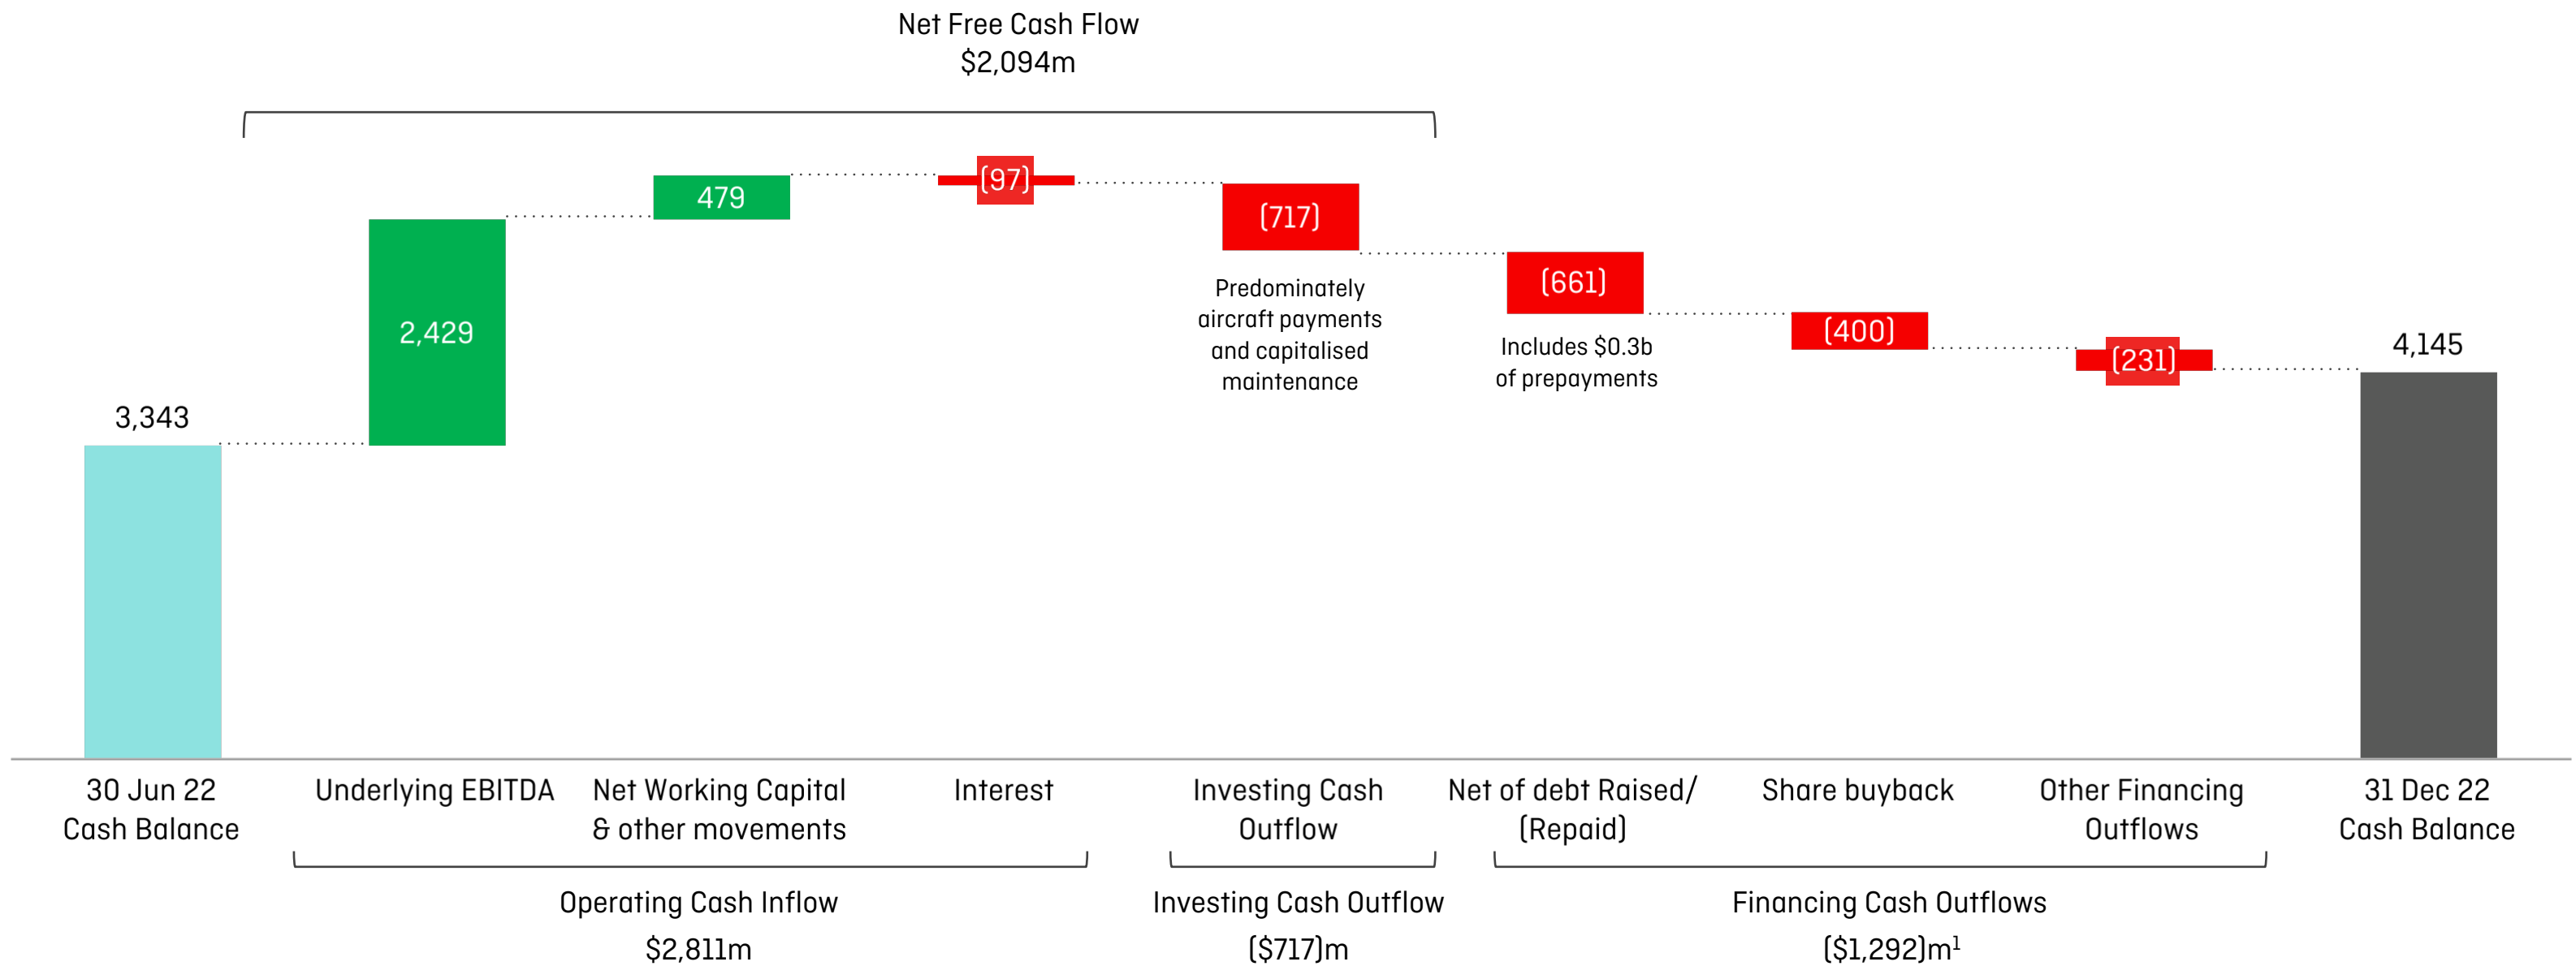 Net Free Cash Flow
$2,094m
3,343
2,429
479
(97)
(717)
Predominately
aircraft payments
and capitalised
maintenance
(661)
Includes $0.3b
of prepayments
(400)
(231)
4,145
30 Jun 22
Cash Balance
Underlying EBITDA
Net Working Capital
& other movements
Interest
Investing Cash
Outflow
Net of debt Raised/
(Repaid)
Share buyback
Other Financing
Outflows
31 Dec 22
Cash Balance
Operating Cash Inflow
$2,811m
Investing Cash Outflow
($717)m
Financing Cash Outflows
($1,292)m¹